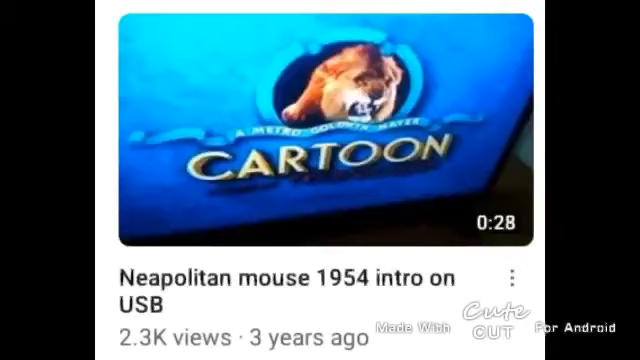 A METRO GOLDWYN MAYER
CARTOON
0:28
Neapolitan mouse 1954 intro on
USB
2.3K views · 3 years ago
Made With Cute CUT For Android